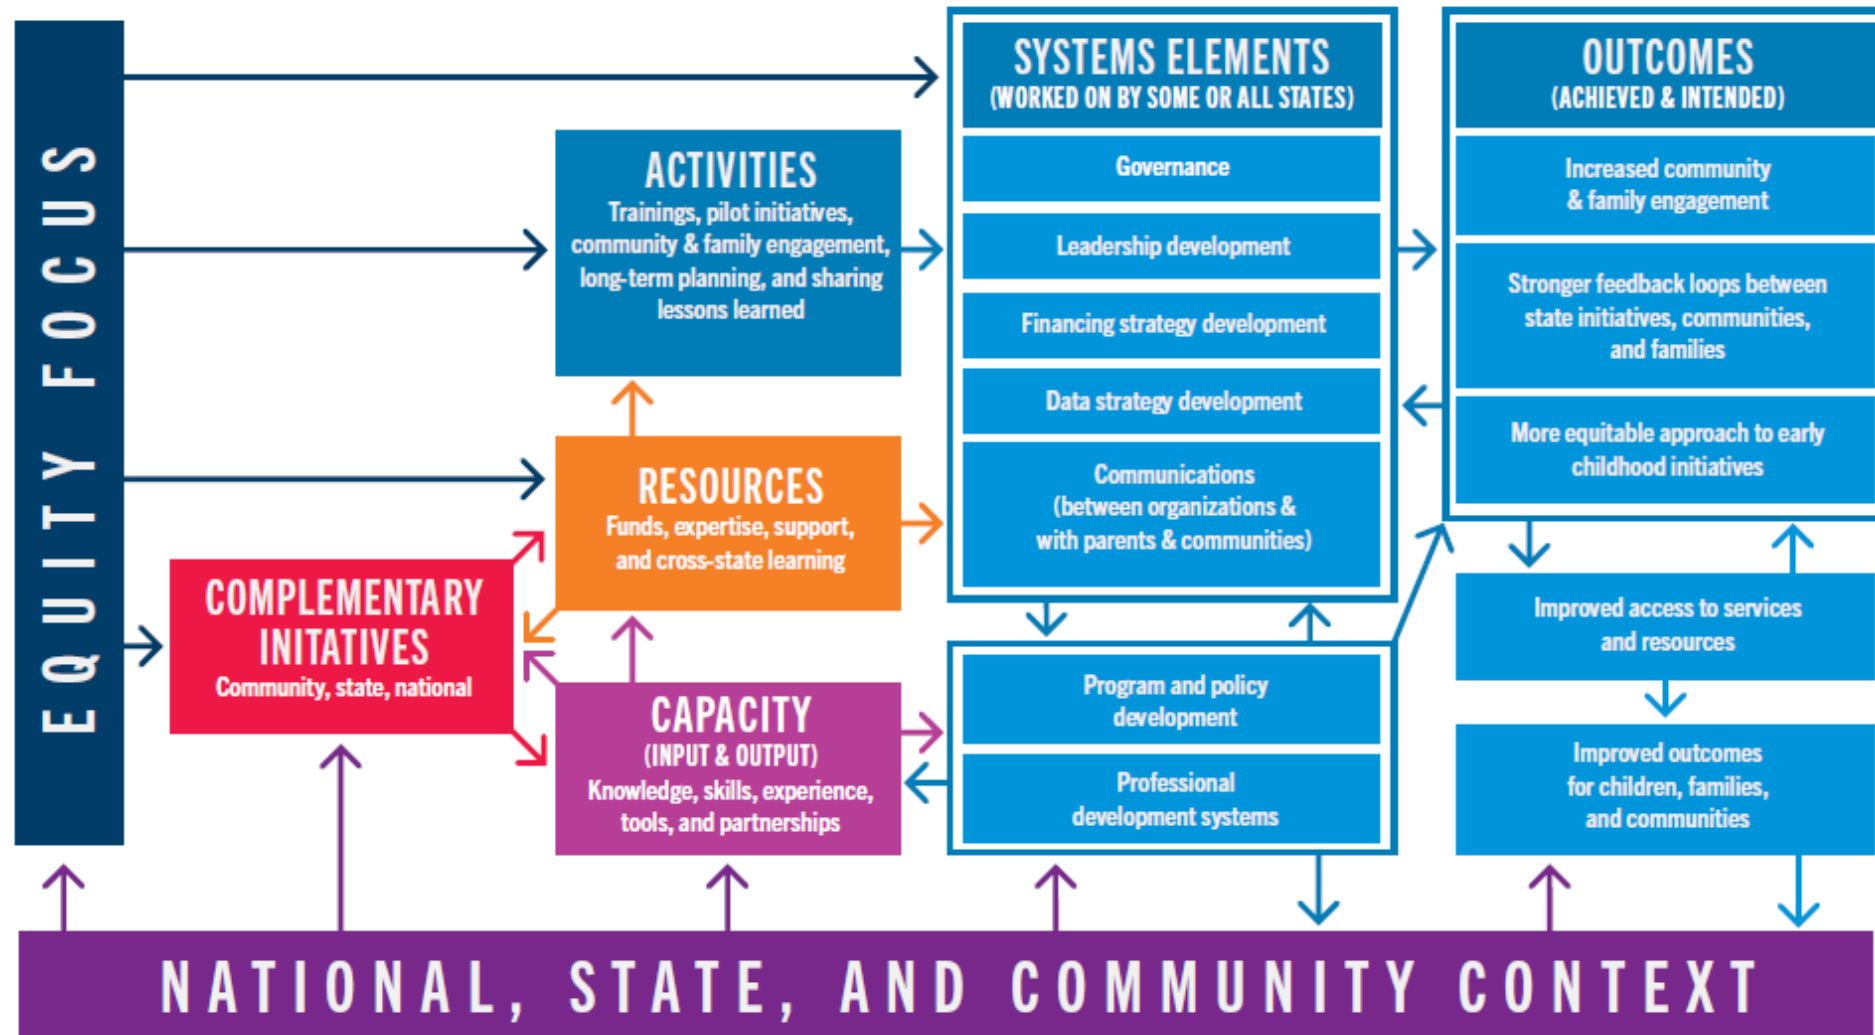 EQUITY FOCUS
COMPLEMENTARY
INITATIVES
Community, state, national
ACTIVITIES
Trainings, pilot initiatives,
community & family engagement,
long-term planning, and sharing
lessons learned
RESOURCES
Funds, expertise, support,
and cross-state learning
CAPACITY
(INPUT & OUTPUT)
Knowledge, skills, experience,
tools, and partnerships
SYSTEMS ELEMENTS
(WORKED ON BY SOME OR ALL STATES)
Governance
Leadership development
Financing strategy development
Data strategy development
Communications
(between organizations &
with parents & communities)
Program and policy
development
Professional
development systems
OUTCOMES
(ACHIEVED & INTENDED)
Increased community
& family engagement
Stronger feedback loops between
state initiatives, communities,
and families
More equitable approach to early
childhood initiatives
Improved access to services
and resources
Improved outcomes
for children, families,
and communities
NATIONAL, STATE, AND COMMUNITY CONTEXT